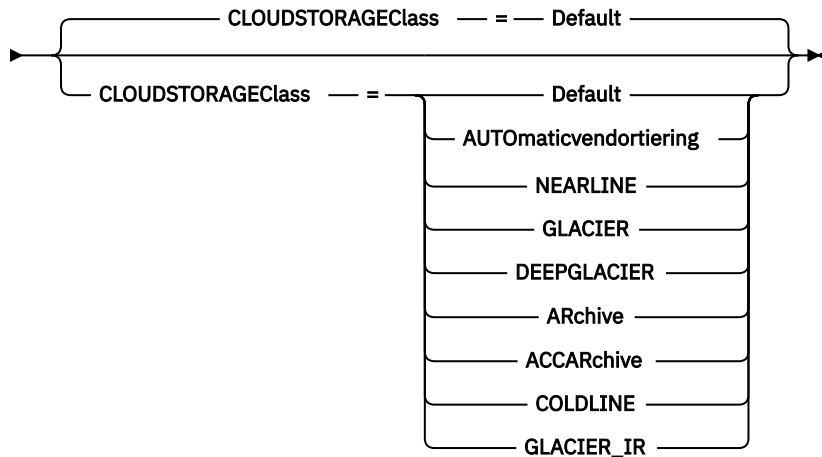 CLOUDSTORAGEClass = Default
CLOUDSTORAGEClass = Default
AUTOmaticvendortiering
NEARLINE
GLACIER
DEEPGLACIER
ARchive
ACCARchive
COLDLINE
GLACIER_IR